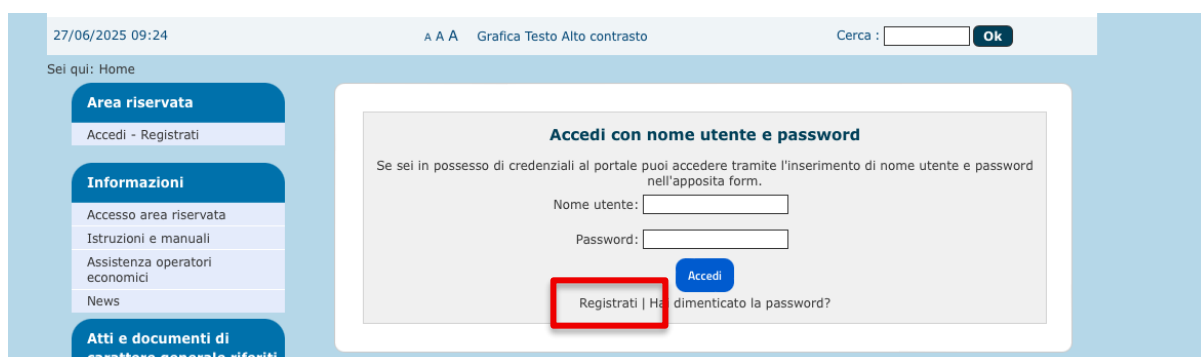 27/06/2025 09:24
A A A Grafica Testo Alto contrasto
Cerca : Ok
Sei qui: Home
Area riservata
Accedi - Registrati
Informazioni
Accesso area riservata
Istruzioni e manuali
Assistenza operatori
economici
News
Atti e documenti di
carattere generale riferiti
Accedi con nome utente e password
Se sei in possesso di credenziali al portale puoi accedere tramite l'inserimento di nome utente e password
nell'apposita form.
Nome utente:
Password:
Accedi
Registrati | Hai dimenticato la password?